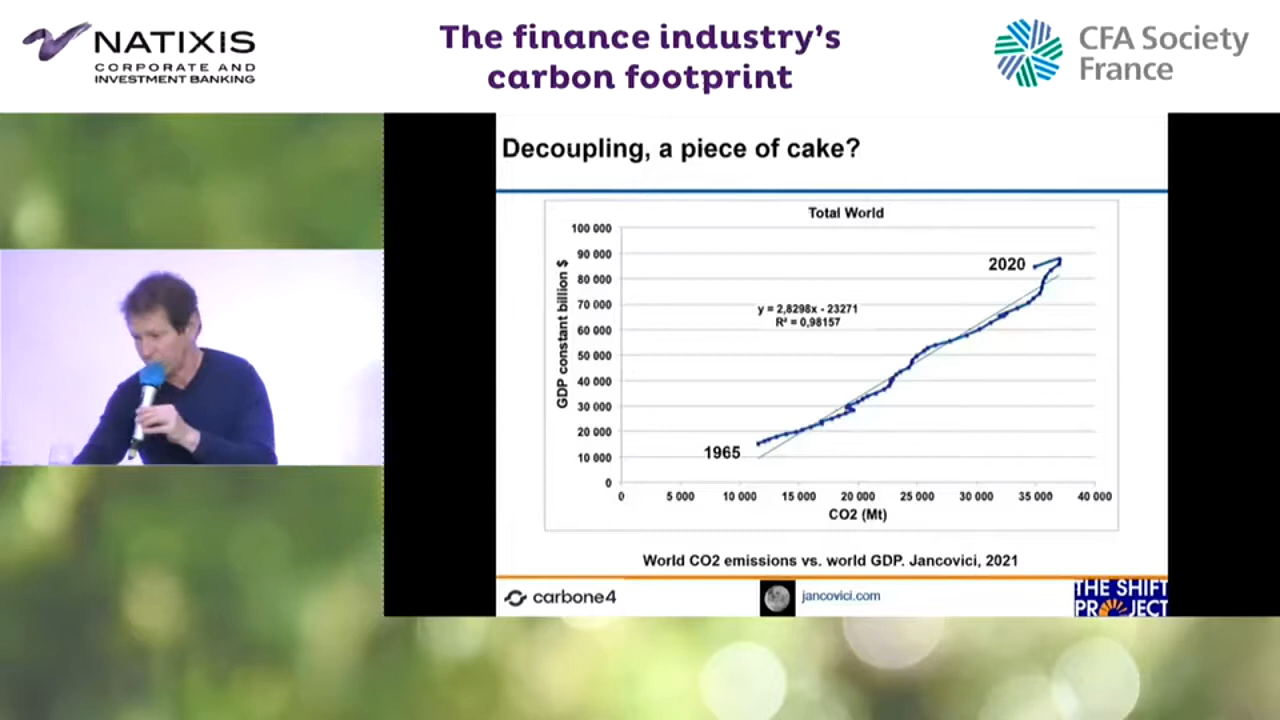 NATIXIS
CORPORATE AND
INVESTMENT BANKING
The finance industry's
carbon footprint
CFA Society
France
Decoupling, a piece of cake?
Total World
GDP constant billion $
100 000
90 000
80 000
70 000
60 000
50 000
40 000
30 000
20 000
10 000
0
2020
y = 2,8298x - 23271
R² = 0,98157
1965
0 5 000 10 000 15 000 20 000 25 000 30 000 35 000 40 000
CO2 (Mt)
World CO2 emissions vs. world GDP. Jancovici, 2021
carbone4
jancovici.com
THE SHIFT
PROJECT